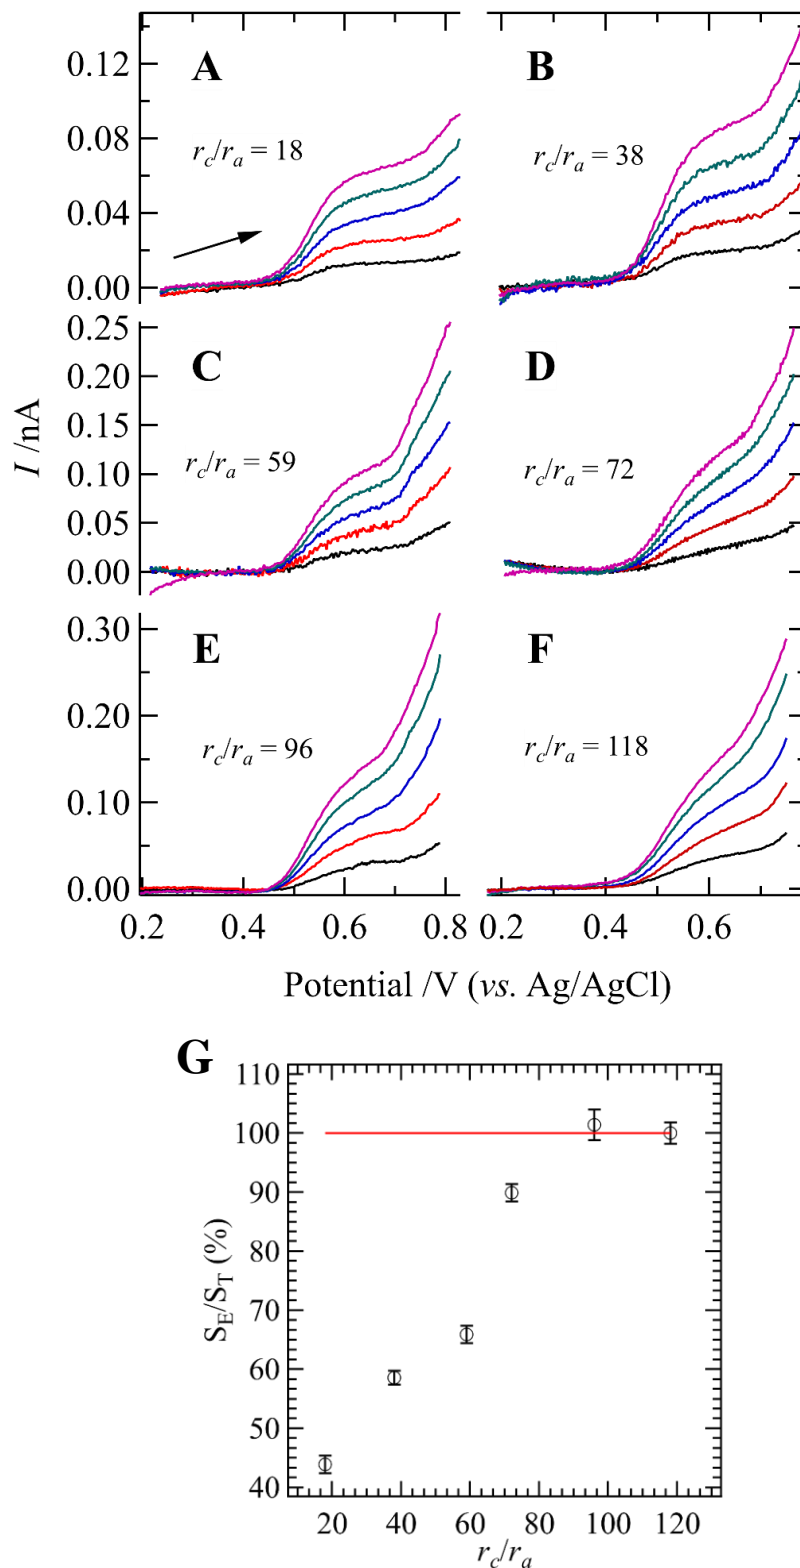 A
B
0.12
r_c/r_a = 18
r_c/r_a = 38
0.08
0.04
0.00
0.25
C
D
0.20
0.15
r_c/r_a = 59
r_c/r_a = 72
0.10
0.05
0.00
I /nA
E
F
0.30
0.20
r_c/r_a = 96
r_c/r_a = 118
0.10
0.00
0.2 0.4 0.6 0.8 0.2 0.4 0.6
Potential /V (vs. Ag/AgCl)
G
110
100
90
80
70
60
50
40
S_E/S_T (%)
20 40 60 80 100 120
r_c/r_a